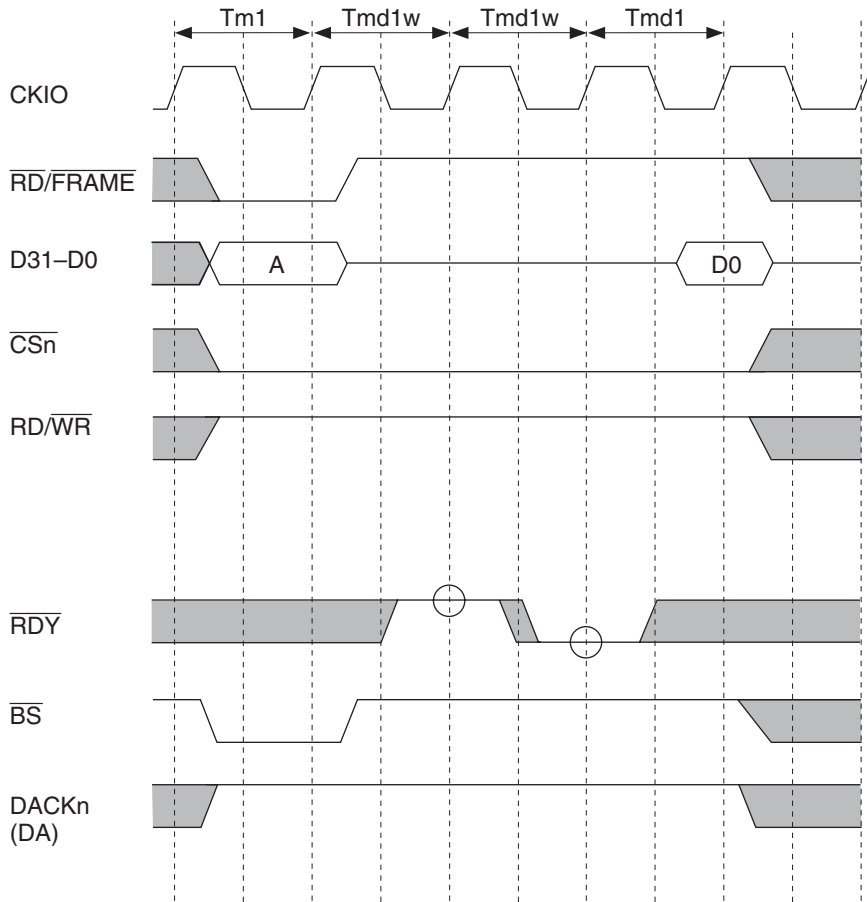 Tm1 Tmd1w Tmd1w Tmd1
CKIO
RD/FRAME
D31–D0 A D0
CSn
RD/WR
RDY
BS
DACKn
(DA)